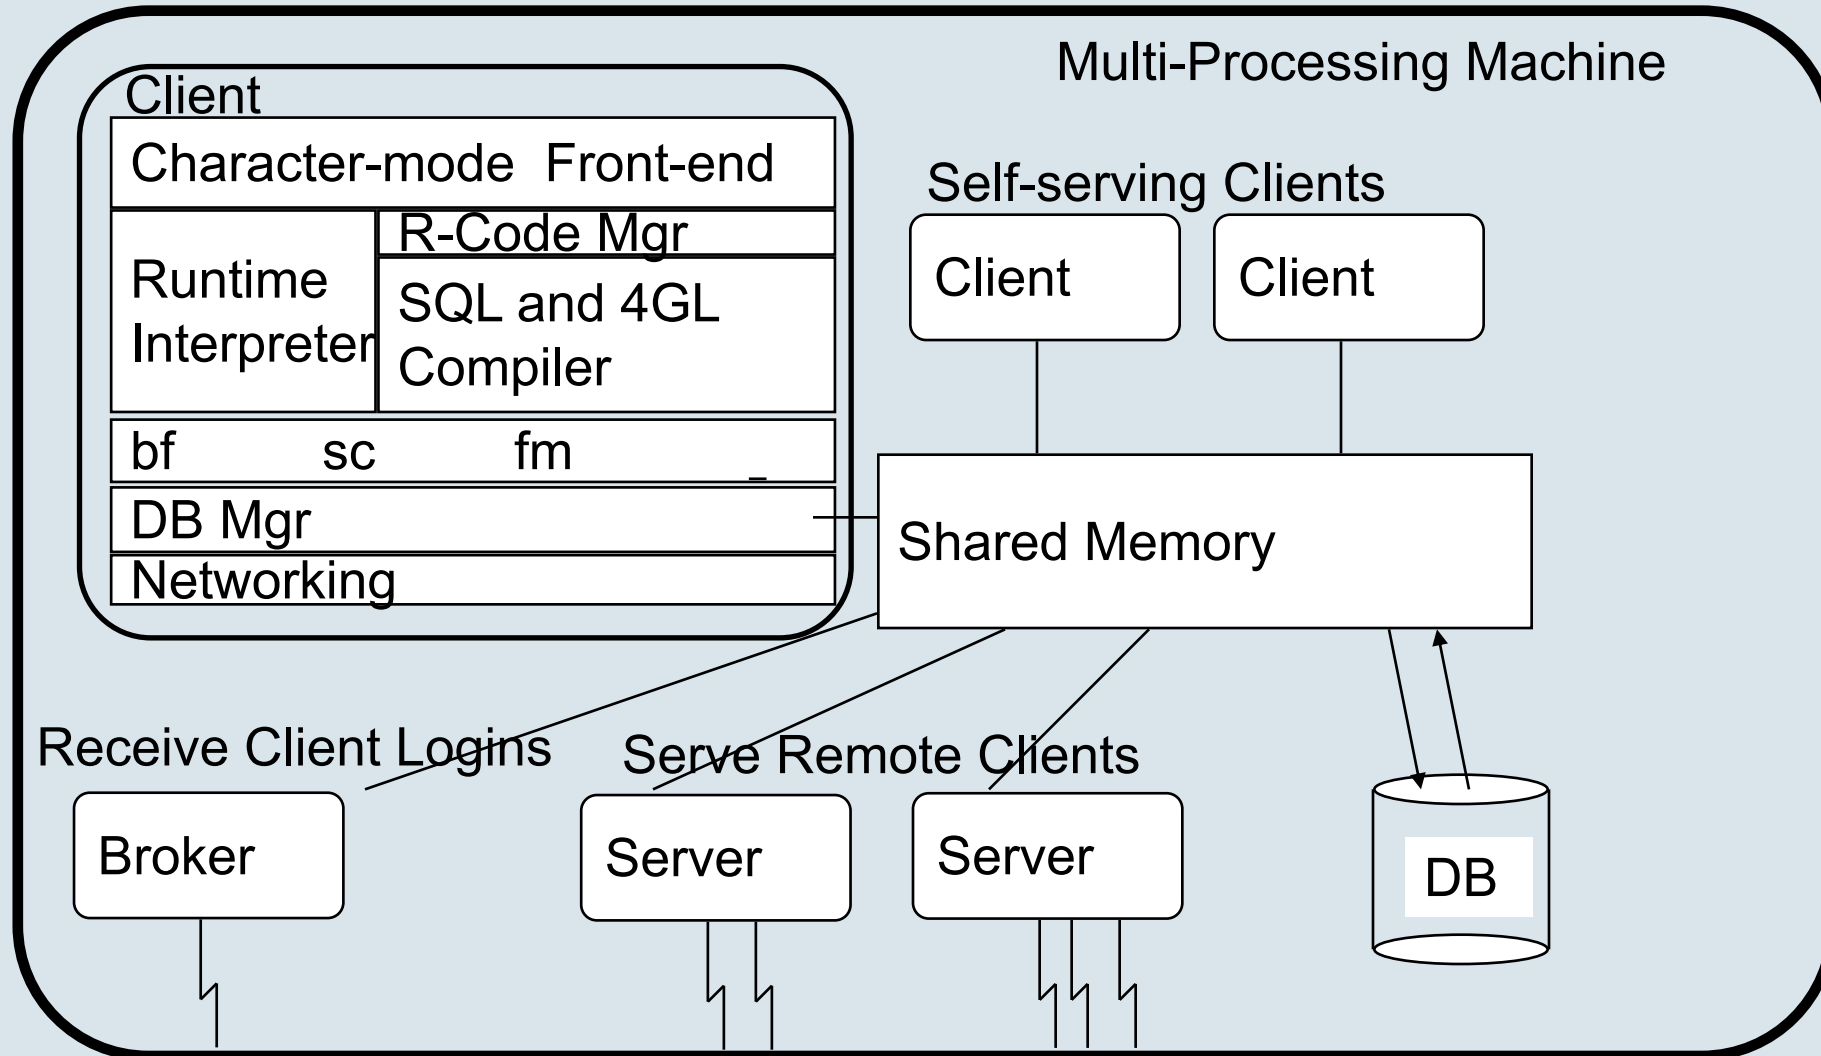 Multi-Processing Machine
Client
Character-mode Front-end
R-Code Mgr
Runtime
Interpreter
SQL and 4GL
Compiler
bf sc fm _
DB Mgr
Networking
Self-serving Clients
Client
Client
Shared Memory
Receive Client Logins
Serve Remote Clients
Broker
Server
Server
DB